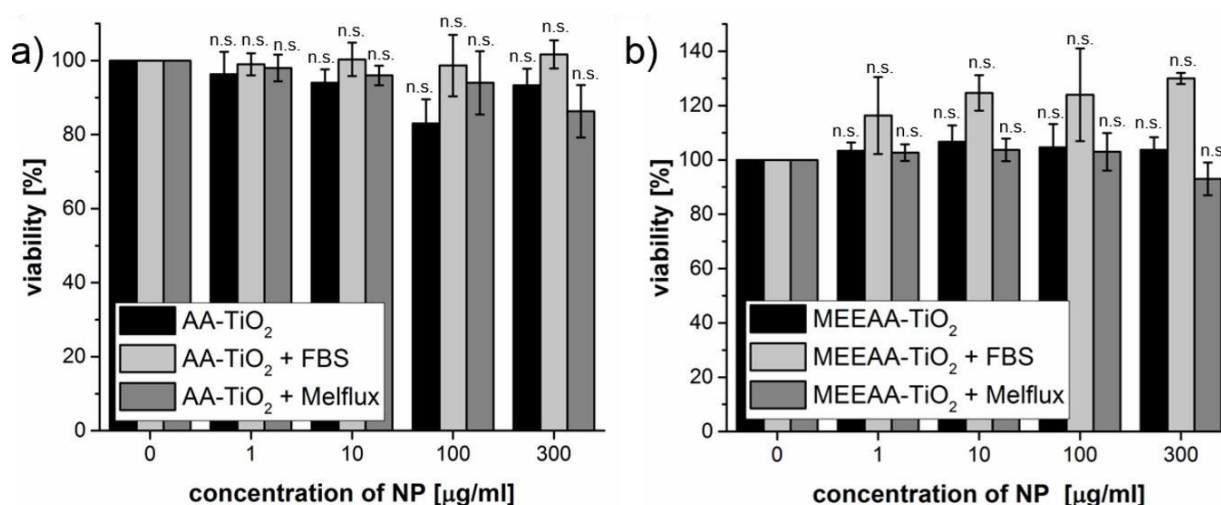 a)
viability [%]
100
80
60
40
20
0
n.s. n.s. n.s.
n.s. n.s. n.s.
n.s. n.s. n.s.
n.s. n.s. n.s.
AA-TiO₂
AA-TiO₂ + FBS
AA-TiO₂ + Melflux
0 1 10 100 300
concentration of NP [µg/ml]
b)
viability [%]
140
120
100
80
60
40
20
0
n.s. n.s. n.s.
n.s. n.s. n.s.
n.s. n.s. n.s.
n.s. n.s. n.s
MEEAA-TiO₂
MEEAA-TiO₂ + FBS
MEEAA-TiO₂ + Melflux
0 1 10 100 300
concentration of NP [µg/ml]